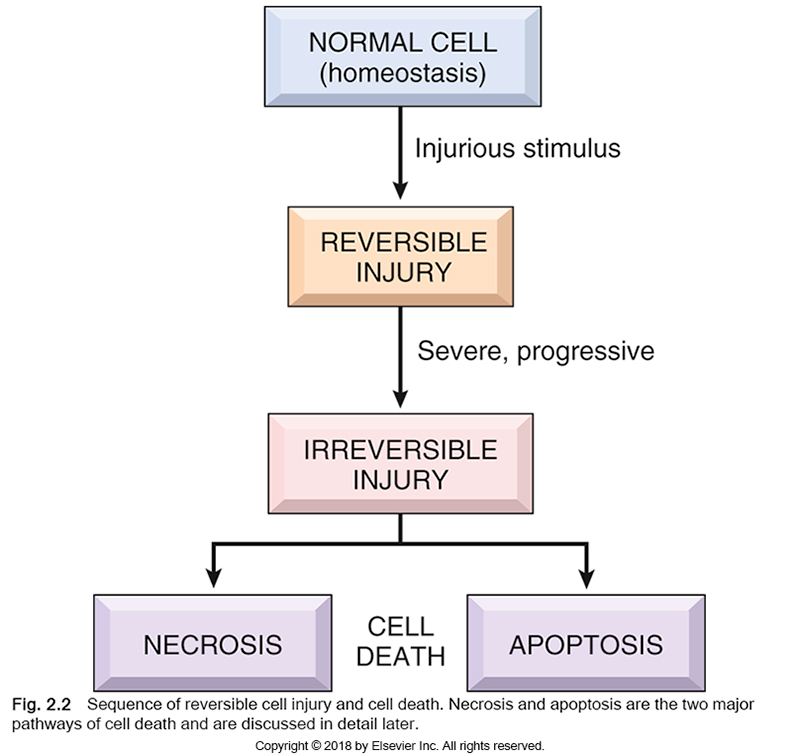 NORMAL CELL
(homeostasis)
Injurious stimulus
REVERSIBLE
INJURY
Severe, progressive
IRREVERSIBLE
INJURY
NECROSIS
CELL
DEATH
APOPTOSIS
Fig. 2.2 Sequence of reversible cell injury and cell death. Necrosis and apoptosis are the two major
pathways of cell death and are discussed in detail later.
Copyright © 2018 by Elsevier Inc. All rights reserved.